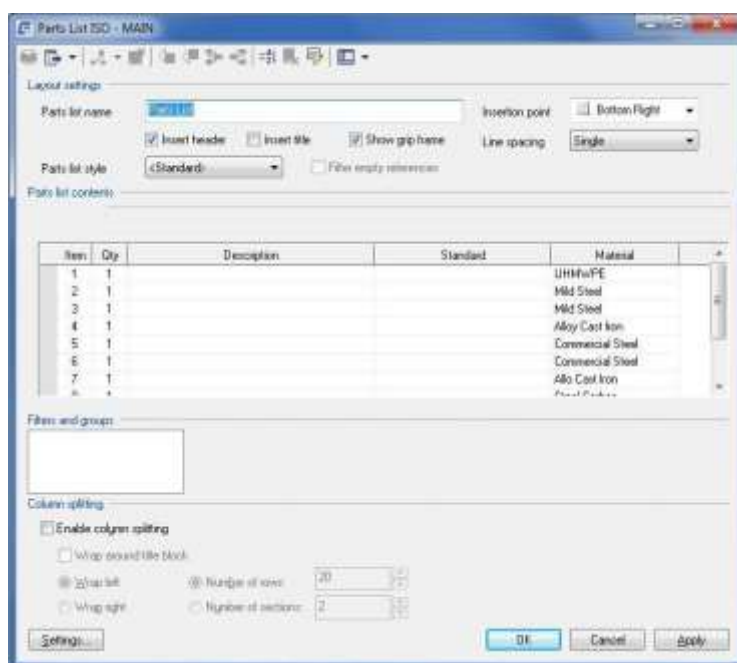 Parts List ISO - MAIN
Layout settings
Parts list name
Parts List
Insertion point
Bottom Right
Insert header
Insert title
Show grip frame
Line spacing
Single
Parts list style
<Standard>
Filter empty references
Parts list contents
Item Qty Description Standard Material
1 1 UHMWPE
2 1 Mild Steel
3 1 Mild Steel
4 1 Alloy Cast Iron
5 1 Commercial Steel
6 1 Commercial Steel
7 1 Allo Cast Iron
Filters and groups
Column splitting
Enable column splitting
Wrap around title block
Wrap left
Number of rows:
20
Wrap right
Number of sections:
2
Settings...
OK
Cancel
Apply